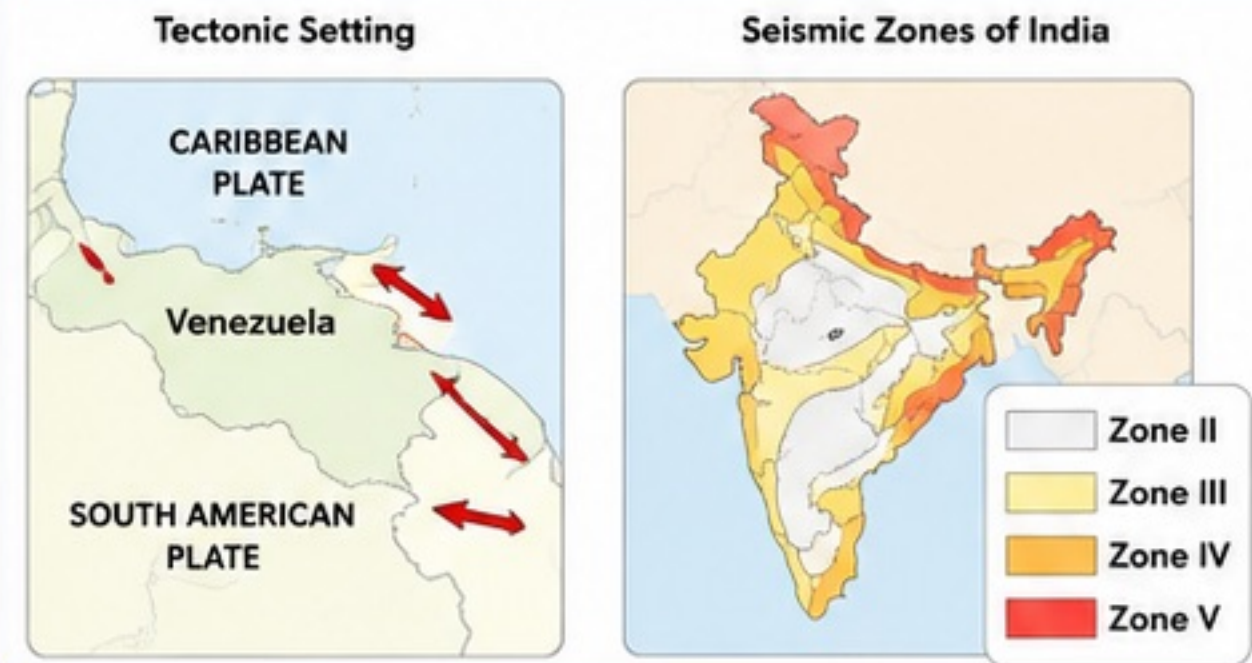 Tectonic Setting
CARIBBEAN
PLATE
Venezuela
SOUTH AMERICAN
PLATE
Seismic Zones of India
Zone II
Zone III
Zone IV
Zone V